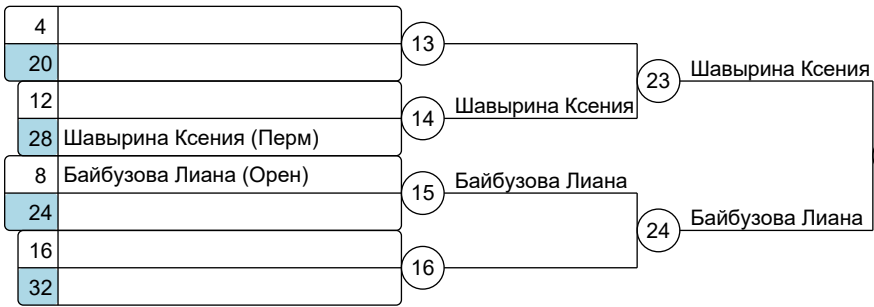 4
20
13
12
28 Шавырина Ксения (Перм)
14 Шавырина Ксения
23 Шавырина Ксения
8 Байбузова Лиана (Орен)
24
15 Байбузова Лиана
16
32
16
24 Байбузова Лиана